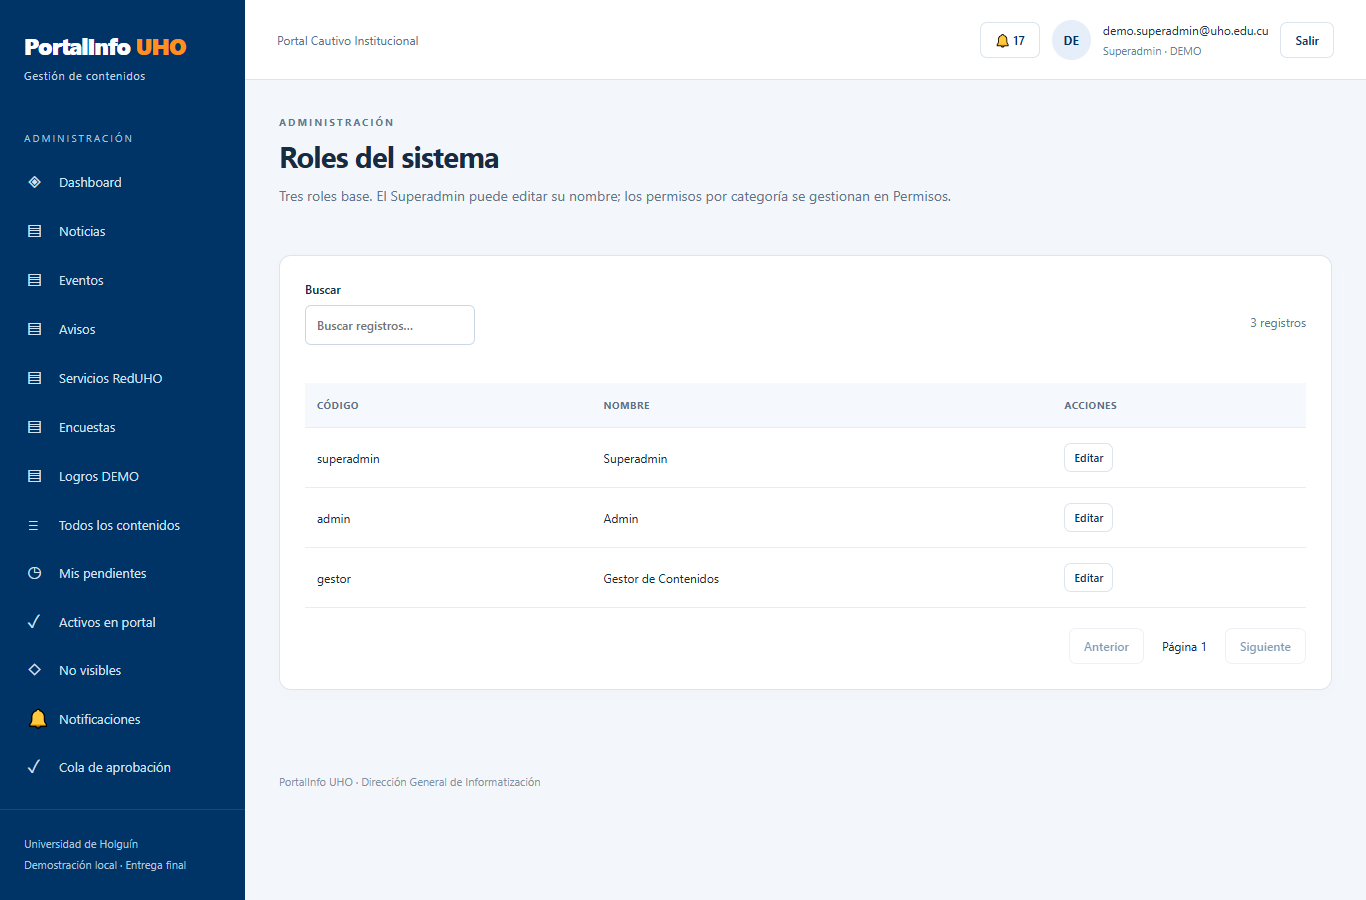 PortalInfo UHO
Gestión de contenidos
ADMINISTRACIÓN
Dashboard
Noticias
Eventos
Avisos
Servicios RedUHO
Encuestas
Logros DEMO
Todos los contenidos
Mis pendientes
Activos en portal
No visibles
Notificaciones
Cola de aprobación
Universidad de Holguín
Demostración local · Entrega final
Portal Cautivo Institucional
17
DE
demo.superadmin@uho.edu.cu
Superadmin · DEMO
Salir
ADMINISTRACIÓN
Roles del sistema
Tres roles base. El Superadmin puede editar su nombre; los permisos por categoría se gestionan en Permisos.
Buscar
Buscar registros...
3 registros
CÓDIGO NOMBRE ACCIONES
superadmin Superadmin Editar
admin Admin Editar
gestor Gestor de Contenidos Editar
Anterior Página 1 Siguiente
PortalInfo UHO · Dirección General de Informatización